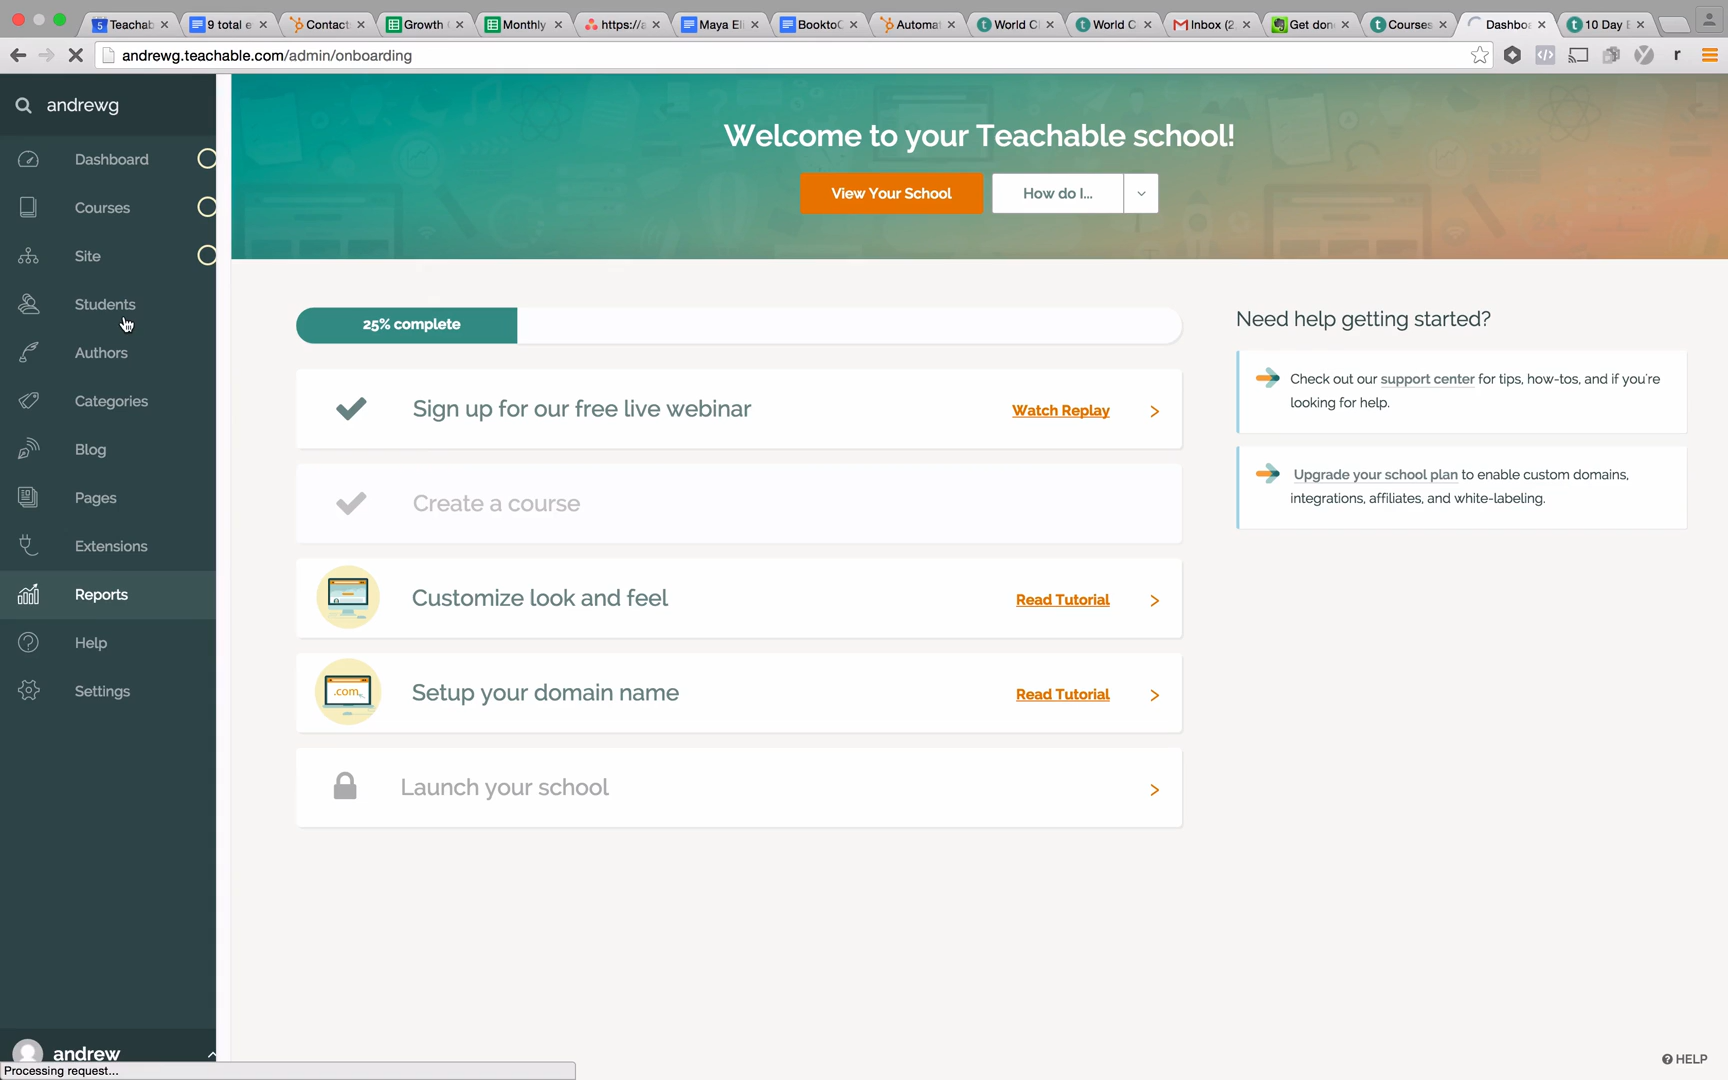 Teachab
9 total e
Contact
Growth
Monthly
https://a
Maya El
BooktoC
Automa
World C
World C
Inbox (2
Get don
Courses
Dashboa
10 Day
andrewg.teachable.com/admin/onboarding
andrewg
Dashboard
Courses
Site
Students
Authors
Categories
Blog
Pages
Extensions
Reports
Help
Settings
andrew
Processing request...
Welcome to your Teachable school!
View Your School
How do I...
25% complete
Sign up for our free live webinar
Watch Replay
Create a course
Customize look and feel
Read Tutorial
.com
Setup your domain name
Read Tutorial
Launch your school
Need help getting started?
Check out our support center for tips, how-tos, and if you're
looking for help.
Upgrade your school plan to enable custom domains,
integrations, affiliates, and white-labeling.
HELP